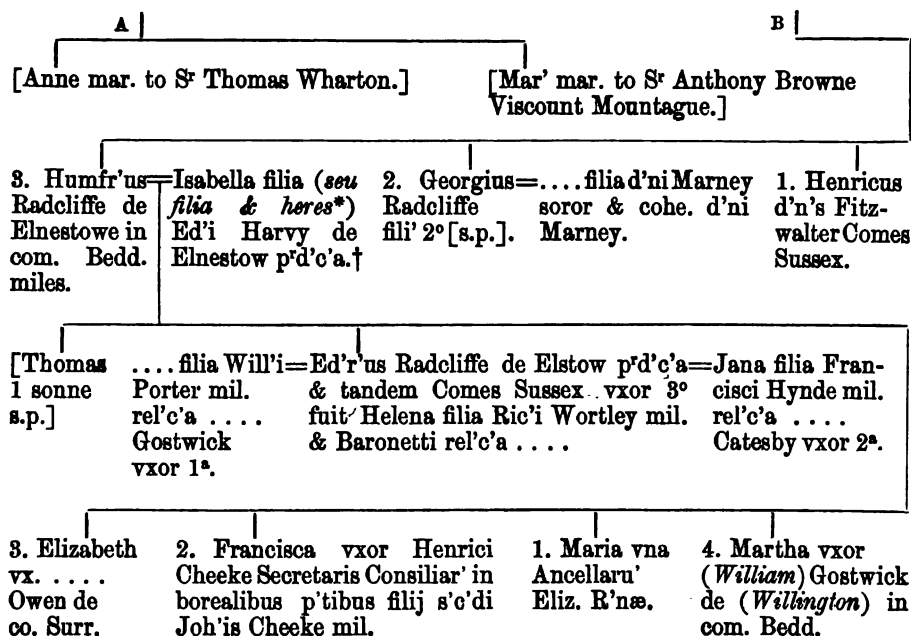 A B
[Anne mar. to Sʳ Thomas Wharton.]
[Mar' mar. to Sʳ Anthony Browne
Viscount Mountague.]
3. Humfr'us=Isabella filia (seu
Radcliffe de filia & heres*)
Elnestowe in Ed'i Harvy de
com. Bedd. Elnestow pʳd'c'a.†
miles.
2. Georgius=....filia d'ni Marney
Radcliffe soror & cohe. d'ni
fili' 2º [s.p.]. Marney.
1. Henricus
d'n's Fitz-
walter Comes
Sussex.
[Thomas
1 sonne
s.p.]
....filia Will'i=Ed'r'us Radcliffe de Elstow pʳd'c'a=Jana filia Fran-
Porter mil. & tandem Comes Sussex vxor 3º cisci Hynde mil.
rel'c'a .... fuit Helena filia Ric'i Wortley mil. rel'c'a ....
Gostwick & Baronetti rel'c'a .... Catesby vxor 2ª.
vxor 1ª.
3. Elizabeth
vx. .....
Owen de
co. Surr.
2. Francisca vxor Henrici
Cheeke Secretaris Consiliar' in
borealibus p'tibus filij s'c'di
Joh'is Cheeke mil.
1. Maria vna
Ancellaru'
Eliz. R'næ.
4. Martha vxor
(William) Gostwick
de (Willington) in
com. Bedd.